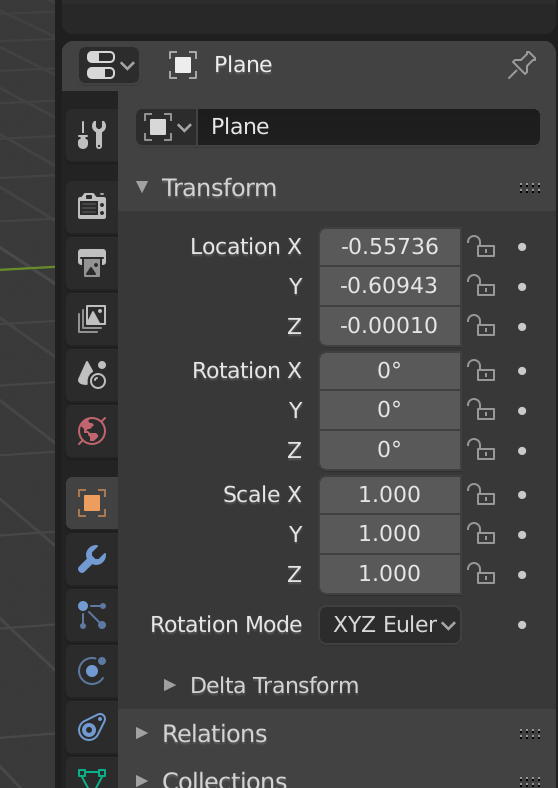 Plane
Plane
Transform
Location X -0.55736
Y -0.60943
Z -0.00010
Rotation X 0°
Y 0°
Z 0°
Scale X 1.000
Y 1.000
Z 1.000
Rotation Mode XYZ Euler
Delta Transform
Relations
Collections